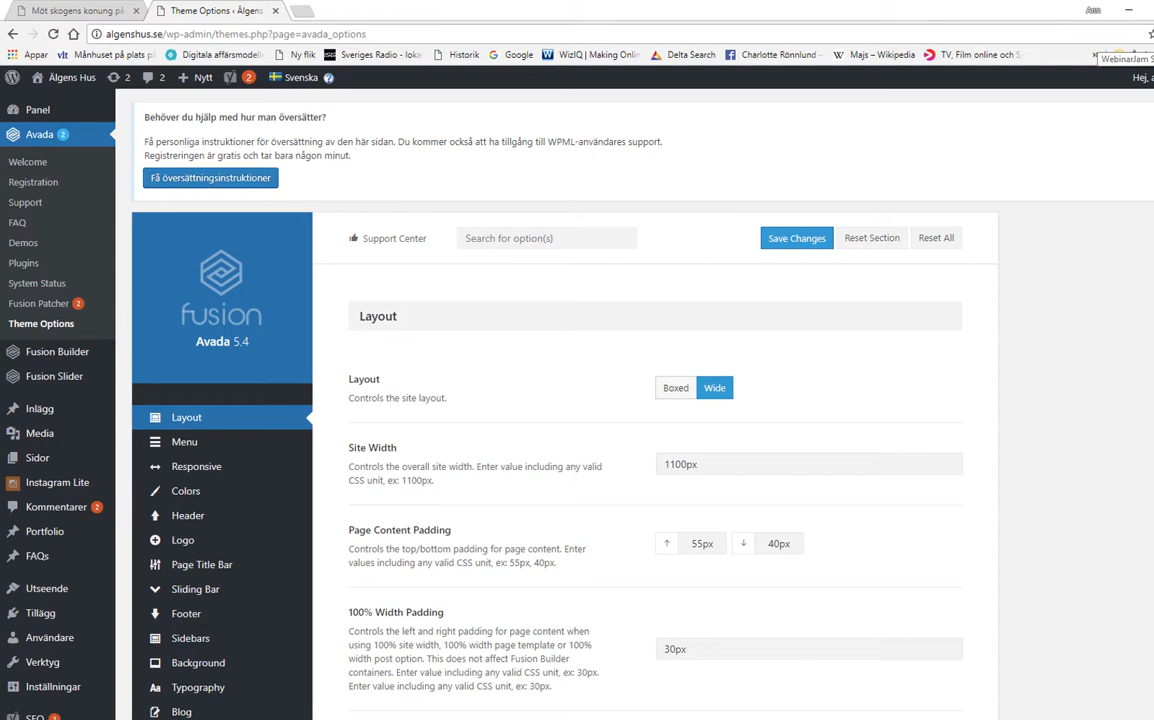 Möt skogens konung på
Theme Options ‹ Älgens
Ann
algenshus.se/wp-admin/themes.php?page=avada_options
Appar
vlt Månhuset på plats p
Digitala affärsmodell
Ny flik
Sveriges Radio - loka
Historik
Google
WizIQ | Making Onlin
Delta Search
Charlotte Rönnlund
W Majs – Wikipedia
TV, Film online och S
»
WebinarJam S
Älgens Hus
2
2
Nytt
2
Svenska
Hej, a
Panel
Avada 2
Welcome
Registration
Support
FAQ
Demos
Plugins
System Status
Fusion Patcher 2
Theme Options
Fusion Builder
Fusion Slider
Inlägg
Media
Sidor
Instagram Lite
Kommentarer 2
Portfolio
FAQs
Utseende
Tillägg
Användare
Verktyg
Inställningar
SEO
Behöver du hjälp med hur man översätter?
Få personliga instruktioner för översättning av den här sidan. Du kommer också att ha tillgång till WPML-användares support.
Registreringen är gratis och tar bara någon minut.
Få översättningsinstruktioner
fusion
Avada 5.4
Layout
Menu
Responsive
Colors
Header
Logo
Page Title Bar
Sliding Bar
Footer
Sidebars
Background
Aa Typography
Blog
Support Center
Search for option(s)
Save Changes
Reset Section
Reset All
Layout
Layout
Controls the site layout.
Boxed
Wide
Site Width
Controls the overall site width. Enter value including any valid
CSS unit, ex: 1100px.
1100px
Page Content Padding
Controls the top/bottom padding for page content. Enter
values including any valid CSS unit, ex: 55px, 40px.
55px
40px
100% Width Padding
Controls the left and right padding for page content when
using 100% site width, 100% width page template or 100%
width post option. This does not affect Fusion Builder
containers. Enter value including any valid CSS unit, ex: 30px.
Enter value including any valid CSS unit, ex: 30px.
30px